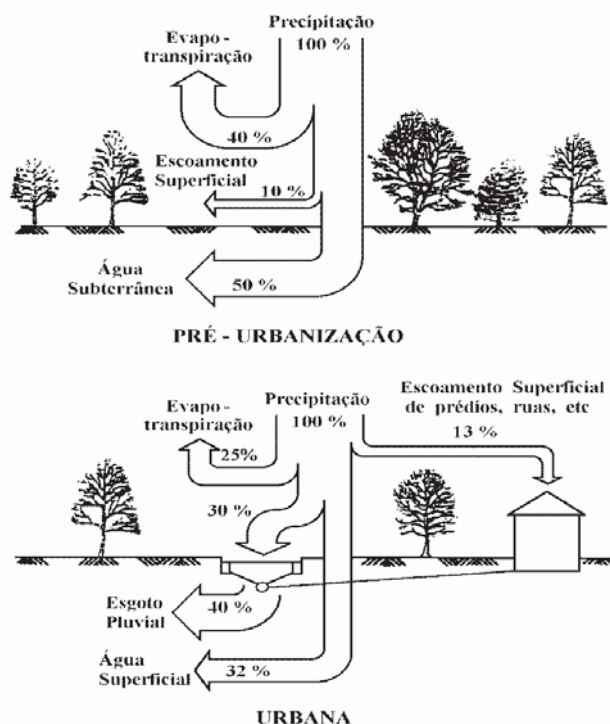 Precipitação
100 %
Evapo -
transpiração
40 %
Escoamento
Superficial
10 %
Água
Subterrânea
50 %
PRÉ - URBANIZAÇÃO
Escoamento Superficial
de prédios, ruas, etc
13 %
Precipitação
100 %
Evapo -
transpiração
25%
30 %
Esgoto
Pluvial
40 %
Água
Superficial
32 %
URBANA